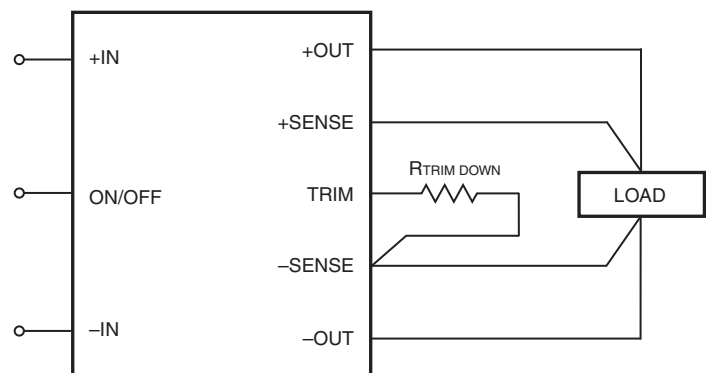 +IN
ON/OFF
–IN
+OUT
+SENSE
TRIM
–SENSE
–OUT
RTRIM DOWN
LOAD